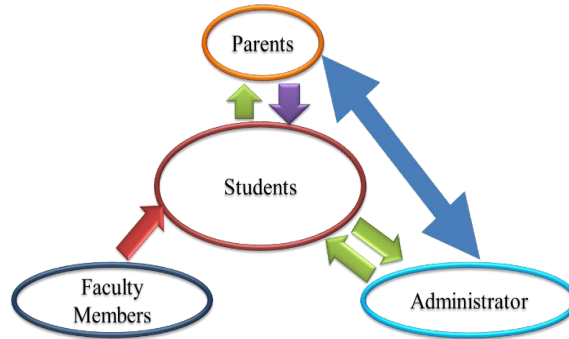 Parents
Students
Faculty
Members
Administrator